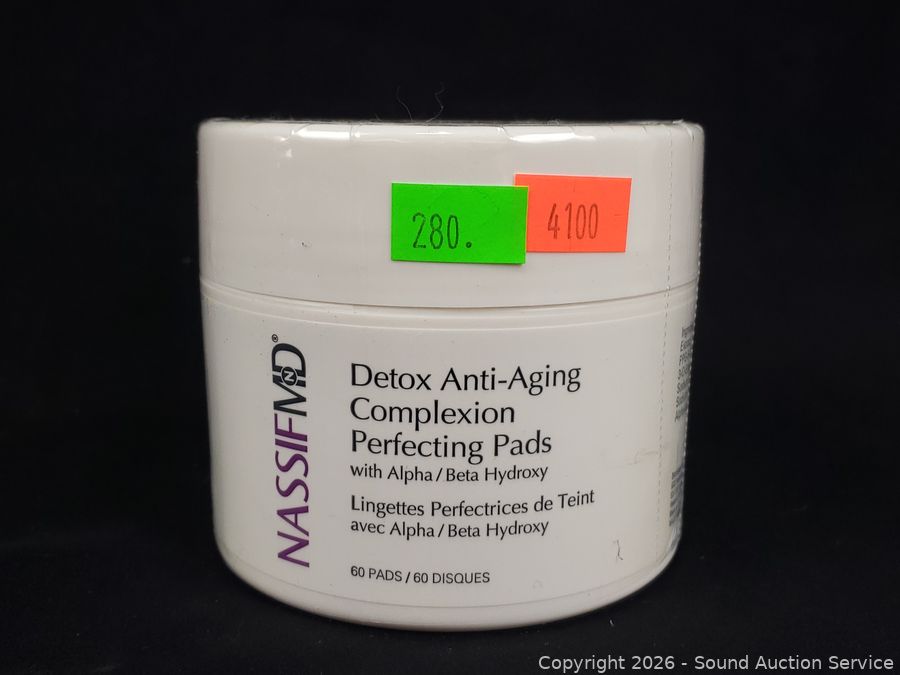 280.
4100
NASSIFMD®
Detox Anti-Aging
Complexion
Perfecting Pads
with Alpha/Beta Hydroxy
Lingettes Perfectrices de Teint
avec Alpha/Beta Hydroxy
60 PADS / 60 DISQUES
Copyright 2026 - Sound Auction Service